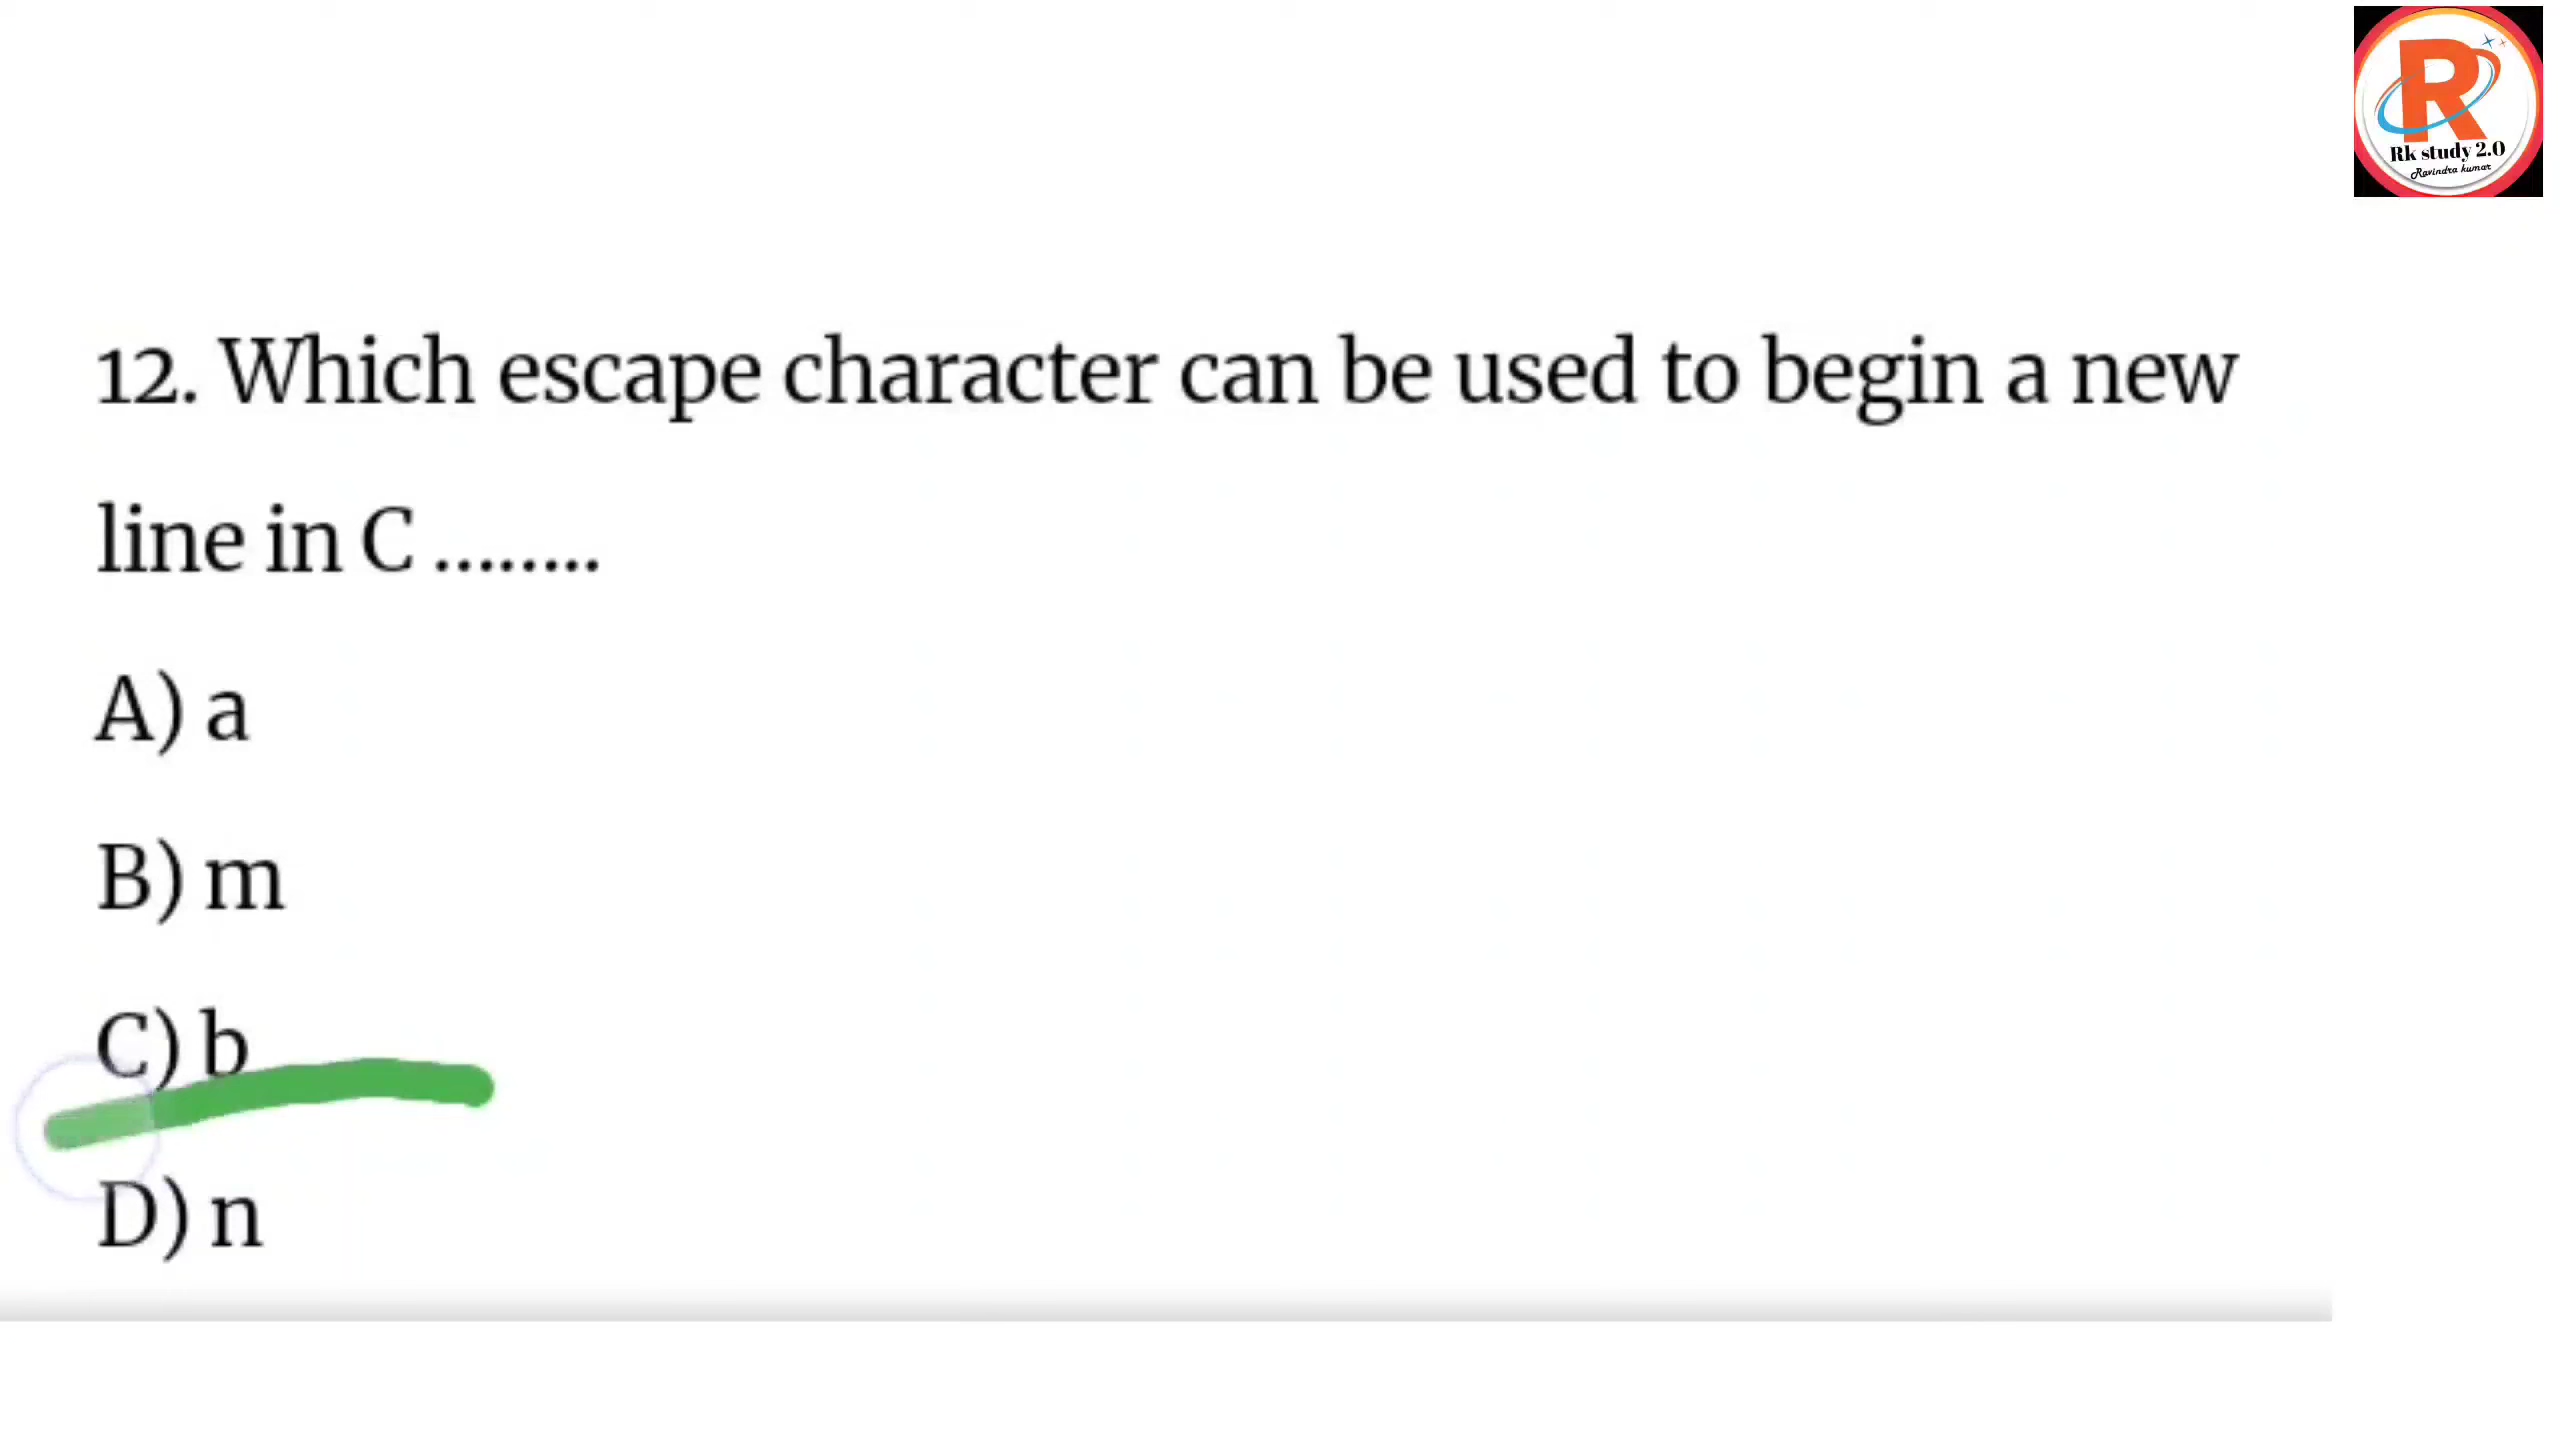 Rk study 2.0
Ravindra kumar
12. Which escape character can be used to begin a new
line in C ........
A) a
B) m
C) b
D) n